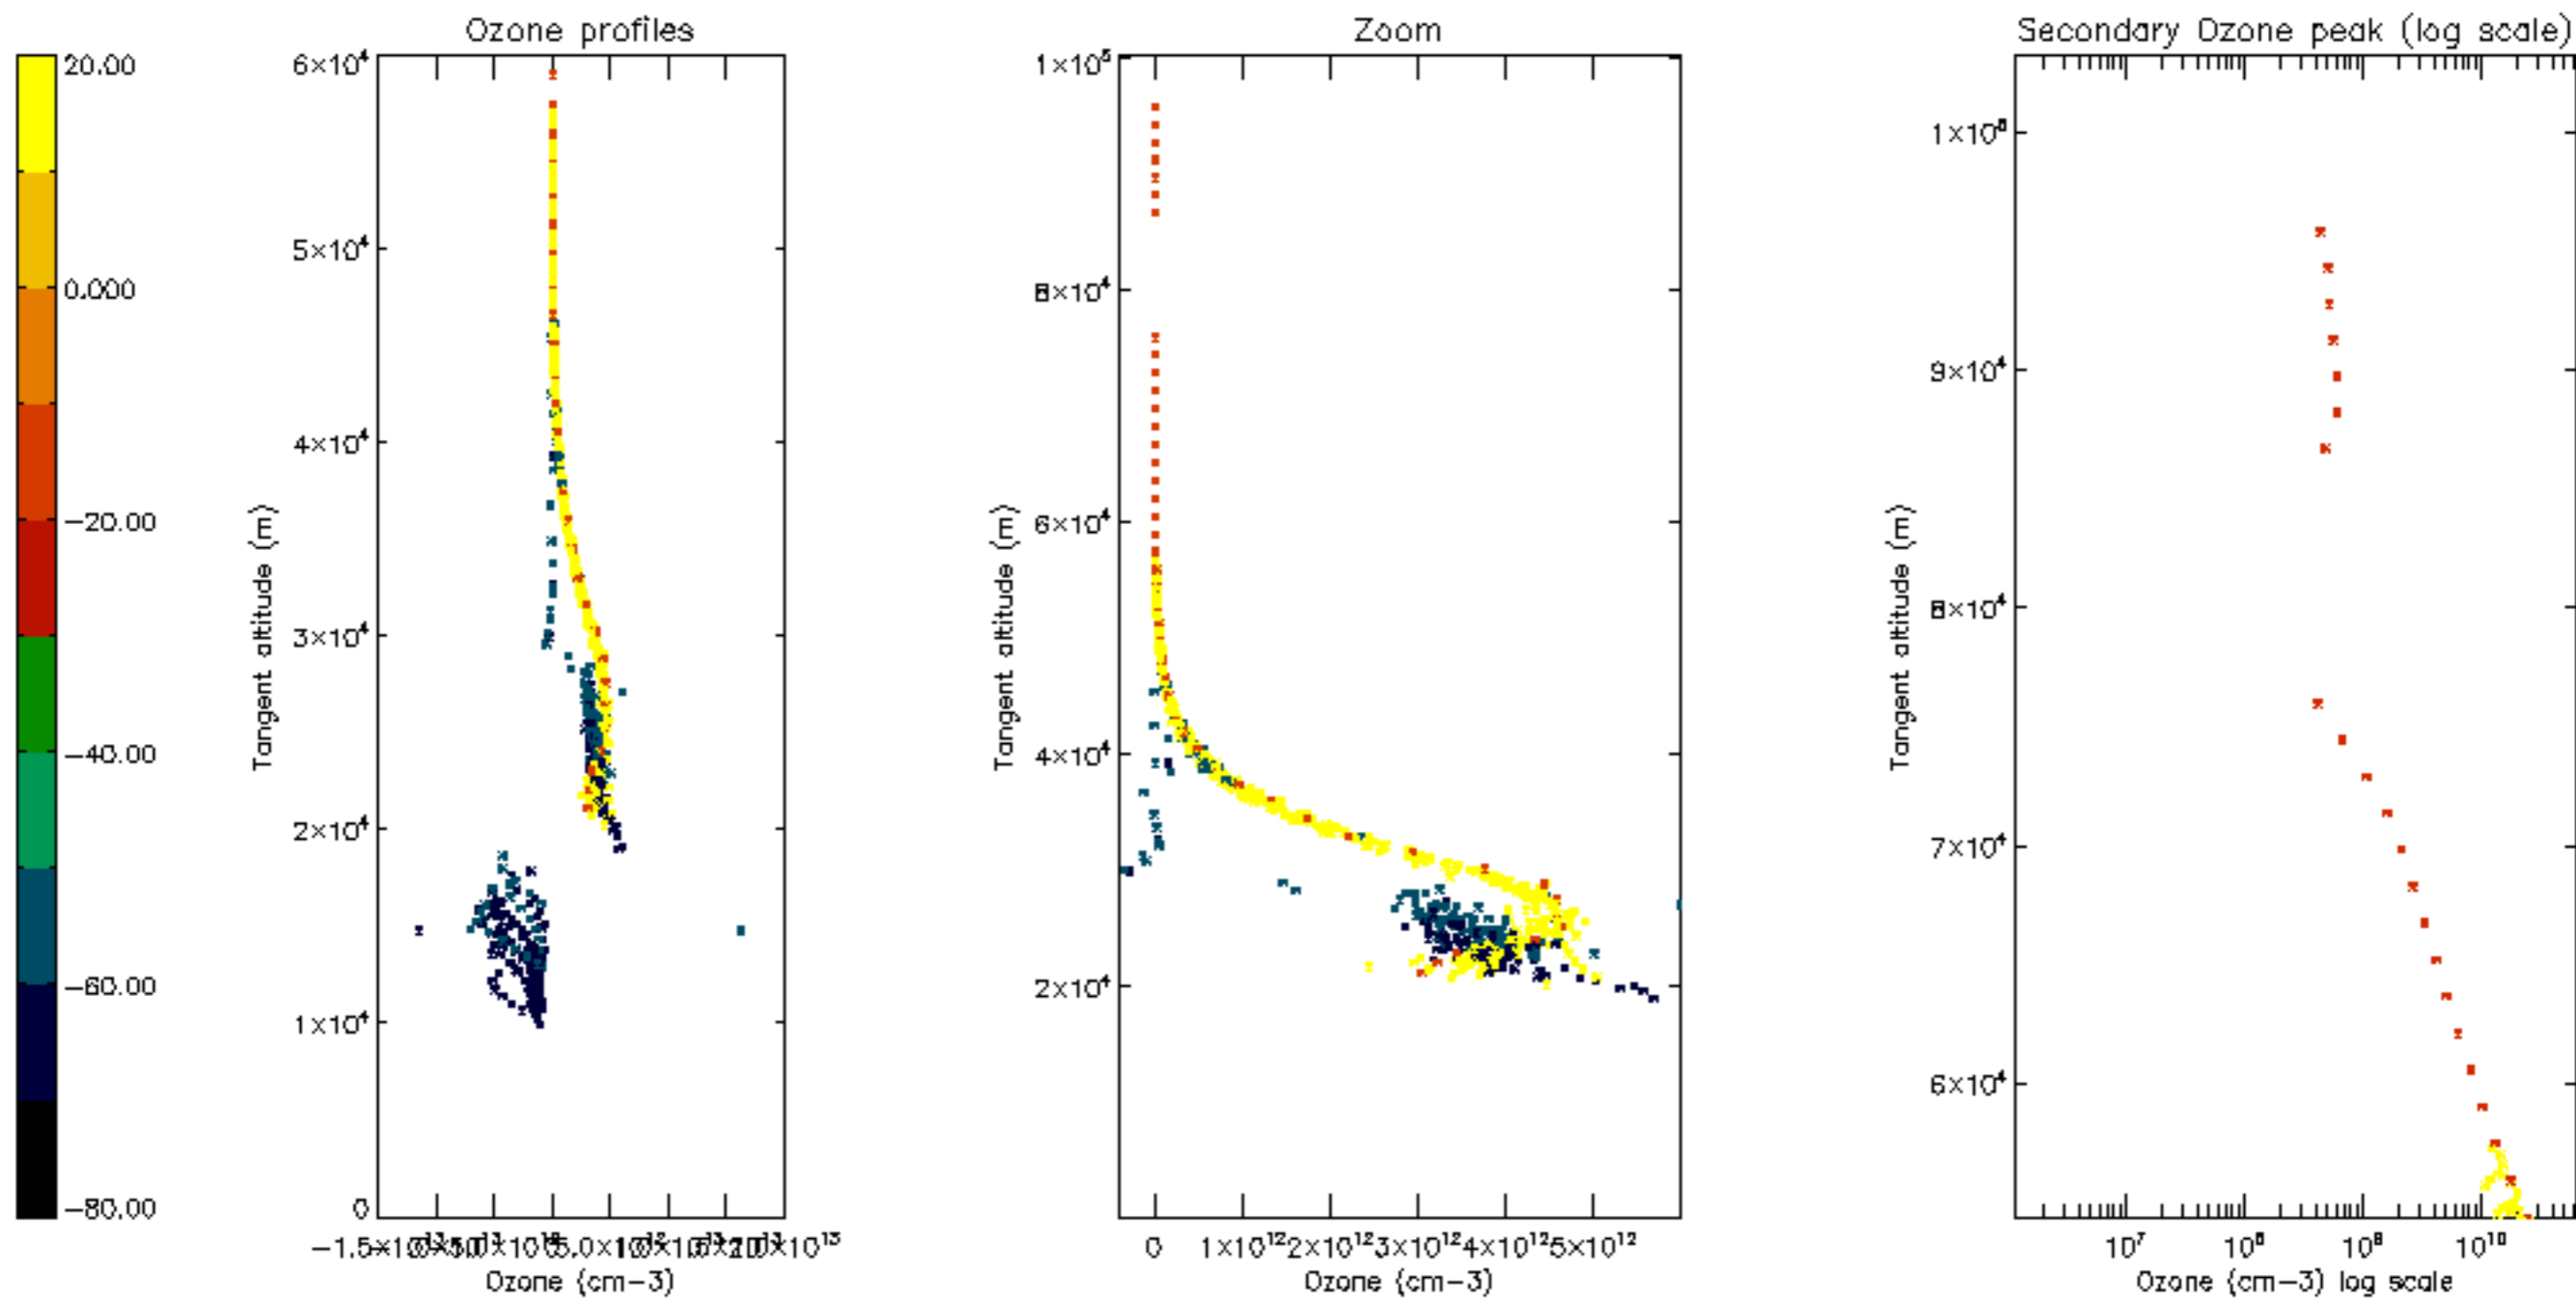 Ozone profiles
Zoom
Secondary Ozone peak (log scale)
20.00
0.000
−20.00
−40.00
−60.00
−80.00
Tangent altitude (m)
6×10⁴
5×10⁴
4×10⁴
3×10⁴
2×10⁴
1×10⁴
0
Ozone (cm−3)
Tangent altitude (m)
1×10⁵
8×10⁴
6×10⁴
4×10⁴
2×10⁴
0 1×10¹² 2×10¹² 3×10¹² 4×10¹² 5×10¹²
Ozone (cm−3)
Tangent altitude (m)
1×10⁵
9×10⁴
8×10⁴
7×10⁴
6×10⁴
10⁷ 10⁸ 10⁹ 10¹⁰
Ozone (cm−3) log scale